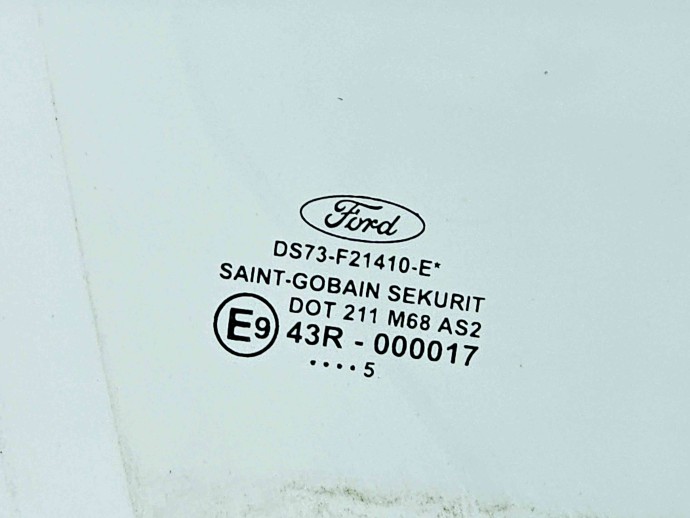 Ford
DS73-F21410-E*
SAINT-GOBAIN SEKURIT
DOT 211 M68 AS2
E9 43R - 000017
....5